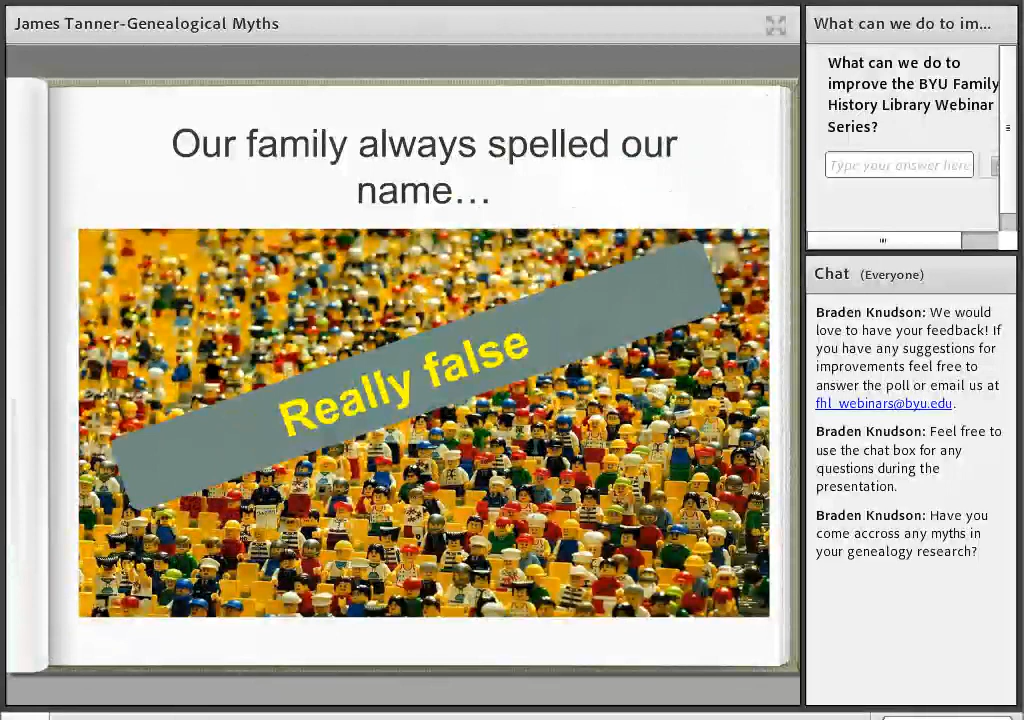 James Tanner-Genealogical Myths
Our family always spelled our
name...
Really false
What can we do to im...
What can we do to
improve the BYU Family
History Library Webinar
Series?
Type your answer here
Chat (Everyone)
Braden Knudson: We would
love to have your feedback! If
you have any suggestions for
improvements feel free to
answer the poll or email us at
fhl_webinars@byu.edu.
Braden Knudson: Feel free to
use the chat box for any
questions during the
presentation.
Braden Knudson: Have you
come accross any myths in
your genealogy research?